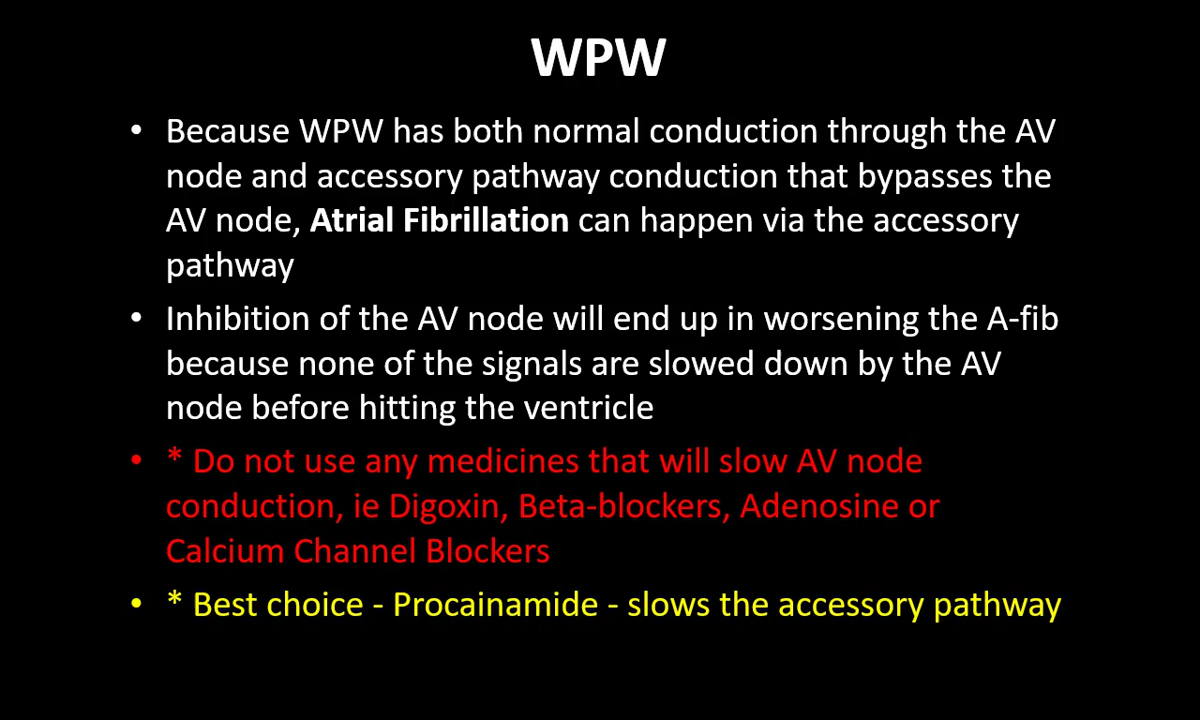 WPW
• Because WPW has both normal conduction through the AV
node and accessory pathway conduction that bypasses the
AV node, Atrial Fibrillation can happen via the accessory
pathway
• Inhibition of the AV node will end up in worsening the A-fib
because none of the signals are slowed down by the AV
node before hitting the ventricle
• * Do not use any medicines that will slow AV node
conduction, ie Digoxin, Beta-blockers, Adenosine or
Calcium Channel Blockers
• * Best choice - Procainamide - slows the accessory pathway